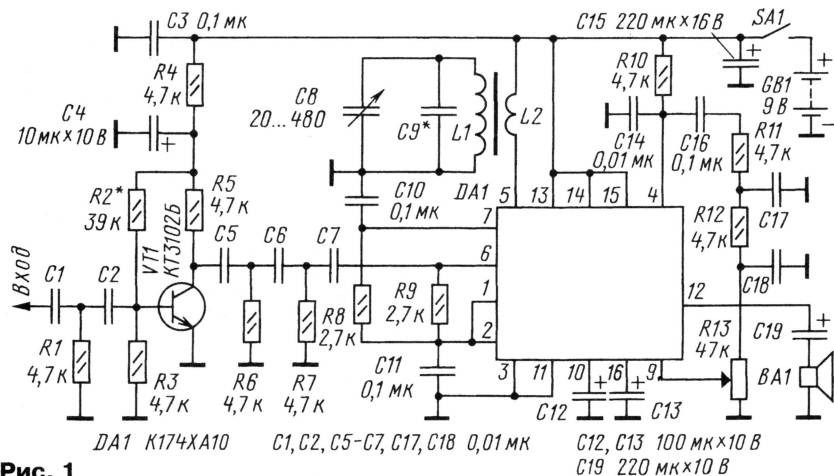 C3 0,1 мк
C15 220 мк×16 В
SA1
R4
4,7 к
C4
10 мк×10 В
R2*
39 к
R5
4,7 к
VT1
КТ3102Б
C8
20...480
C9*
L1
L2
R10
4,7 к
C14
0,01 мк
C16
0,1 мк
GB1
9 В
R11
4,7 к
C10
0,1 мк
DA1
5
13
14
15
4
7
6
1
2
3
11
10
16
9
12
R12
4,7 к
C17
C18
Вход
C1
C2
C5
C6
C7
R1
4,7 к
R3
4,7 к
R6
4,7 к
R7
4,7 к
R8
2,7 к
R9
2,7 к
C11
0,1 мк
C12
C13
R13
47 к
C19
BA1
DA1 К174ХА10
C1, C2, C5-C7, C17, C18 0,01 мк
C12, C13 100 мк×10 В
C19 220 мк×10 В
Рис. 1